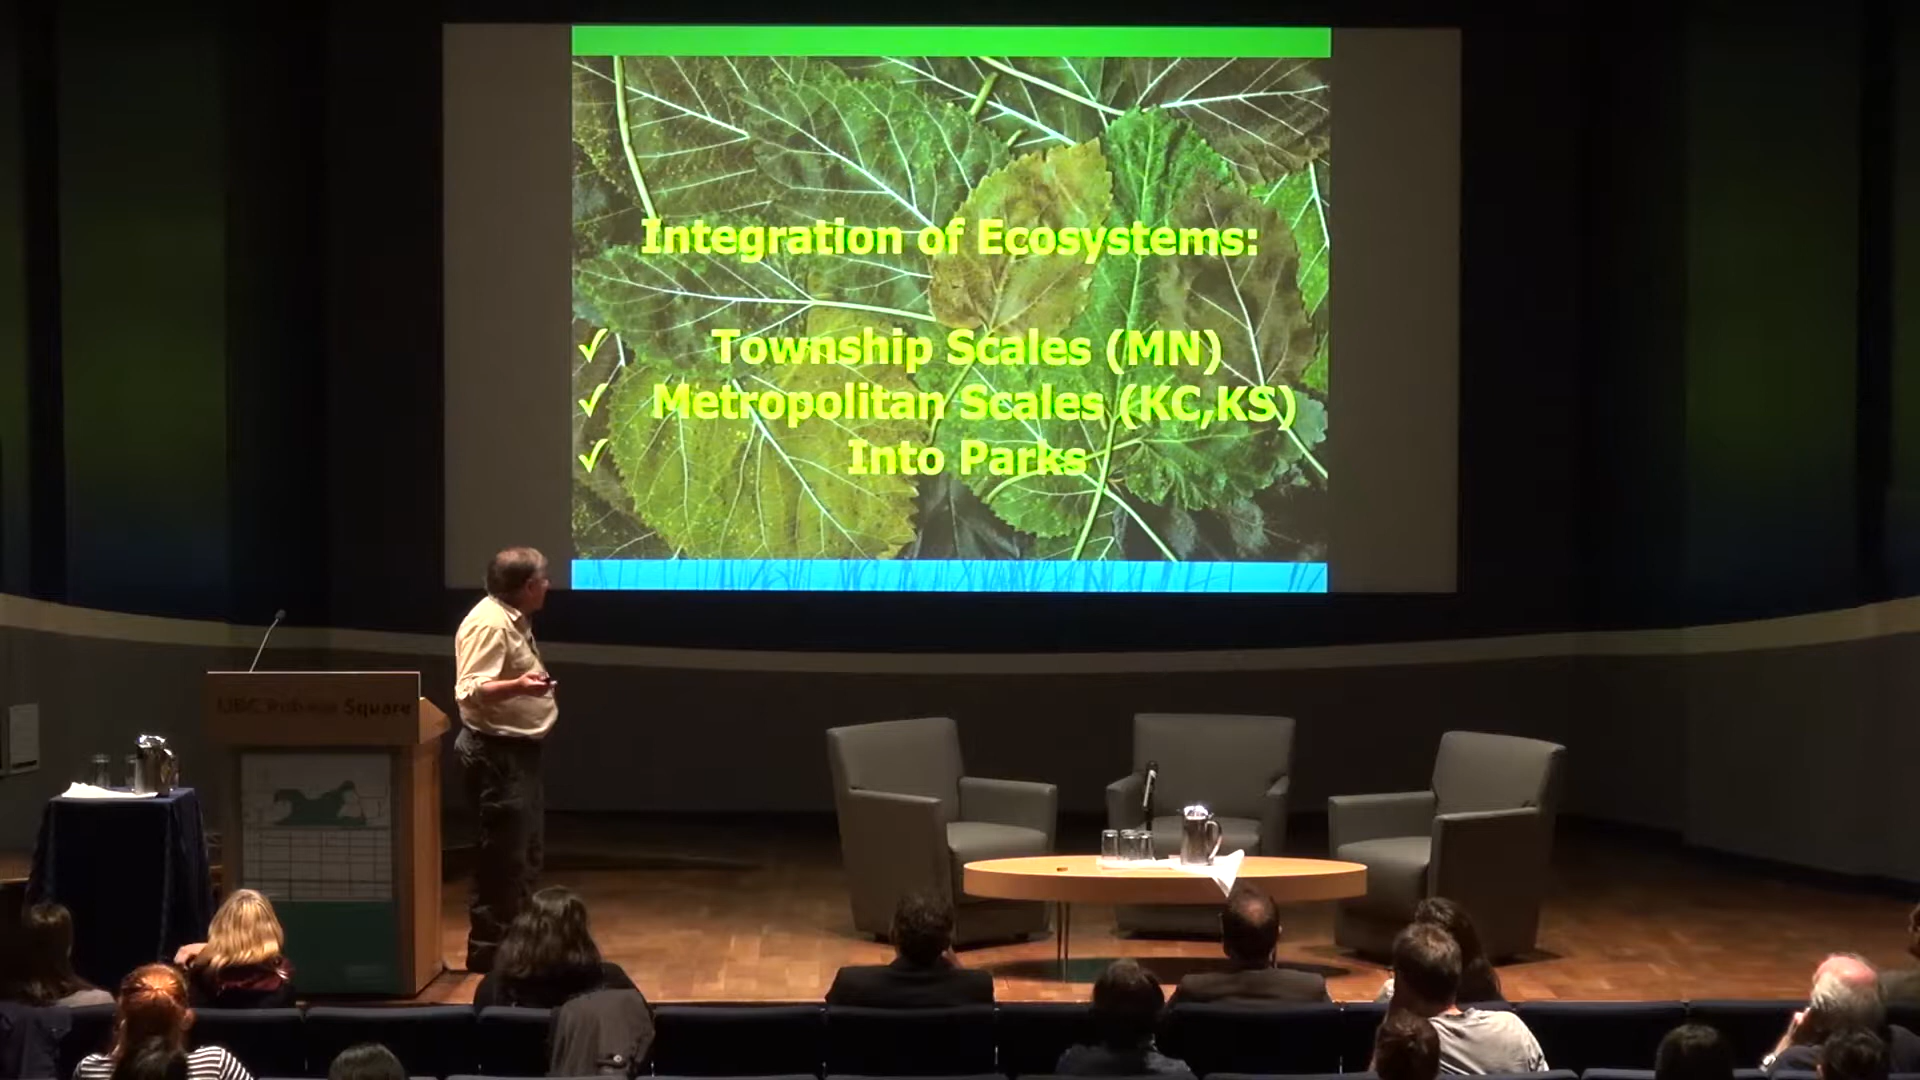 Integration of Ecosystems:
✓ Township Scales (MN)
✓ Metropolitan Scales (KC,KS)
✓ Into Parks
UBC Robson Square